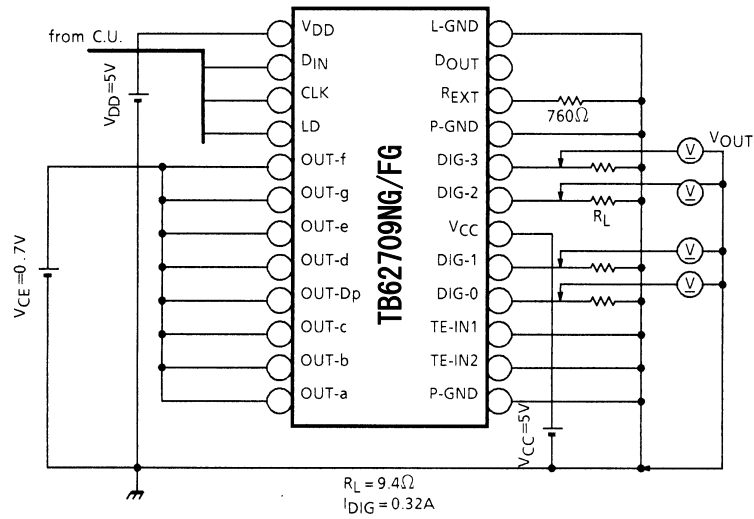 from C.U.
VDD=5V
VCE=0.7V
VDD
DIN
CLK
LD
OUT-f
OUT-g
OUT-e
OUT-d
OUT-Dp
OUT-c
OUT-b
OUT-a
TB62709NG/FG
L-GND
DOUT
REXT
P-GND
DIG-3
DIG-2
VCC
DIG-1
DIG-0
TE-IN1
TE-IN2
P-GND
760Ω
VOUT
V
V
RL
V
V
VCC=5V
RL=9.4Ω
IDIG=0.32A